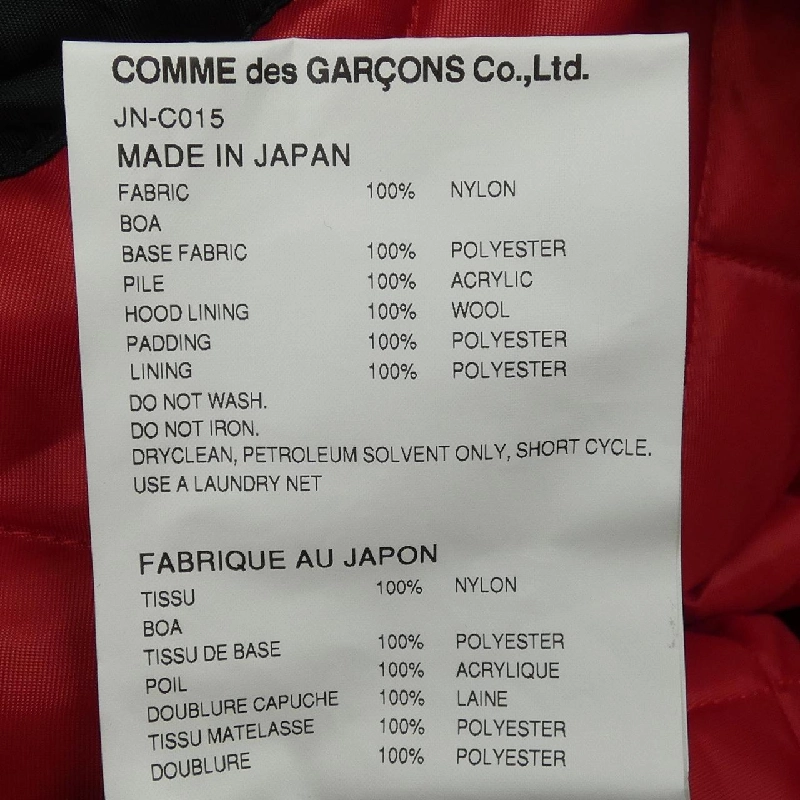 COMME des GARÇONS Co.,Ltd.
JN-C015
MADE IN JAPAN
FABRIC 100% NYLON
BOA
BASE FABRIC 100% POLYESTER
PILE 100% ACRYLIC
HOOD LINING 100% WOOL
PADDING 100% POLYESTER
LINING 100% POLYESTER
DO NOT WASH.
DO NOT IRON.
DRYCLEAN, PETROLEUM SOLVENT ONLY, SHORT CYCLE.
USE A LAUNDRY NET
FABRIQUE AU JAPON
TISSU 100% NYLON
BOA
TISSU DE BASE 100% POLYESTER
POIL 100% ACRYLIQUE
DOUBLURE CAPUCHE 100% LAINE
TISSU MATELASSE 100% POLYESTER
DOUBLURE 100% POLYESTER